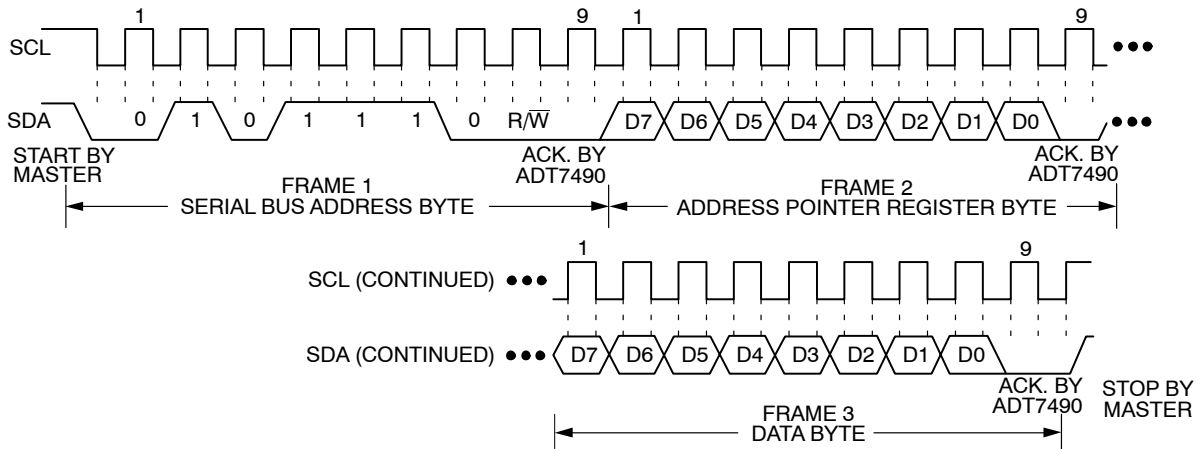 1 9 1 9
SCL
SDA 0 1 0 1 1 1 0 R/W̅ D7 D6 D5 D4 D3 D2 D1 D0
START BY
MASTER
ACK. BY
ADT7490
ACK. BY
ADT7490
FRAME 1
SERIAL BUS ADDRESS BYTE
FRAME 2
ADDRESS POINTER REGISTER BYTE
1 9
SCL (CONTINUED)
SDA (CONTINUED) D7 D6 D5 D4 D3 D2 D1 D0
ACK. BY
ADT7490
STOP BY
MASTER
FRAME 3
DATA BYTE